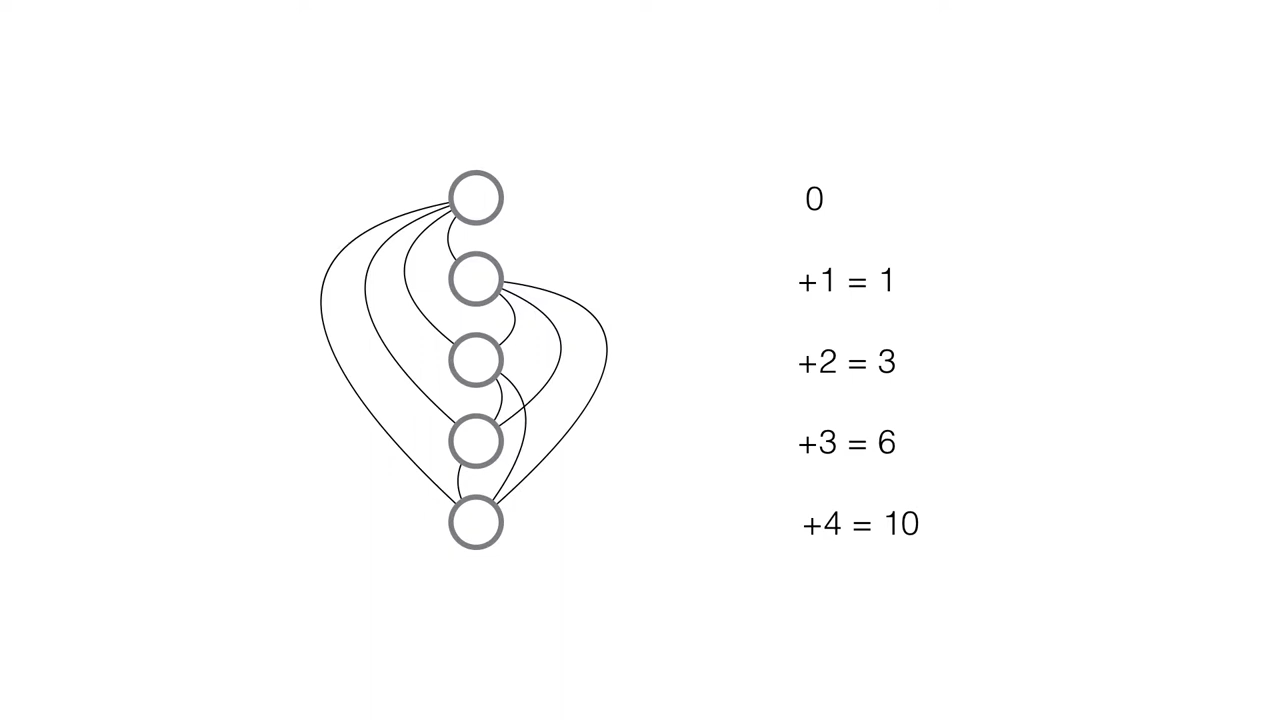 0
+1 = 1
+2 = 3
+3 = 6
+4 = 10